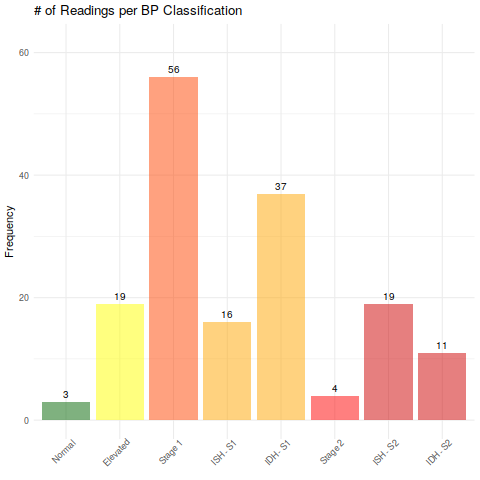 # of Readings per BP Classification
60
40
20
0
Frequency
3
19
56
16
37
4
19
11
Normal
Elevated
Stage 1
ISH - S1
IDH - S1
Stage 2
ISH - S2
IDH - S2